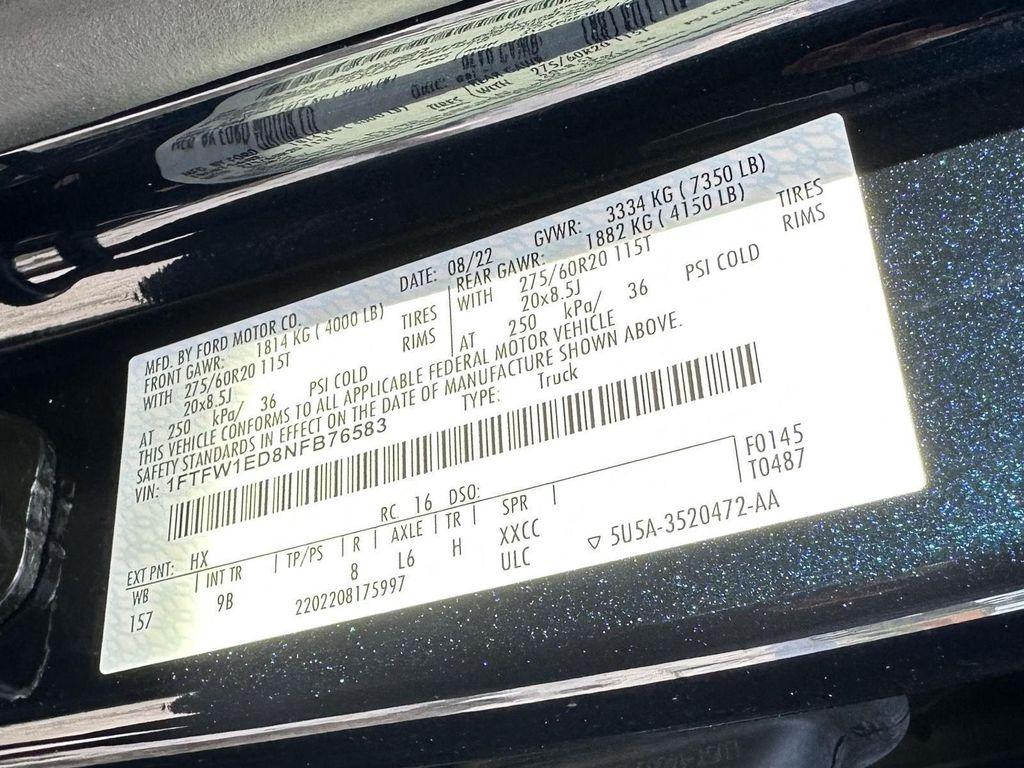 MFD. BY FORD MOTOR CO.
DATE: 08/22 GVWR: 3334 KG ( 7350 LB)
FRONT GAWR: 1814 KG ( 4000 LB)
WITH 275/60R20 115T TIRES
20x8.5J RIMS
AT 250 kPa/ 36 PSI COLD
REAR GAWR: 1882 KG ( 4150 LB)
WITH 275/60R20 115T TIRES
20x8.5J RIMS
AT 250 kPa/ 36 PSI COLD
THIS VEHICLE CONFORMS TO ALL APPLICABLE FEDERAL MOTOR VEHICLE
SAFETY STANDARDS IN EFFECT ON THE DATE OF MANUFACTURE SHOWN ABOVE.
VIN: 1FTFW1ED8NFB76583 TYPE: Truck
F0145
T0487
EXT PNT: HX RC 16 DSO:
WB INT TR TP/PS R AXLE TR SPR
157 9B 8 L6 H XXCC
ULC
2202208175997
5U5A-3520472-AA